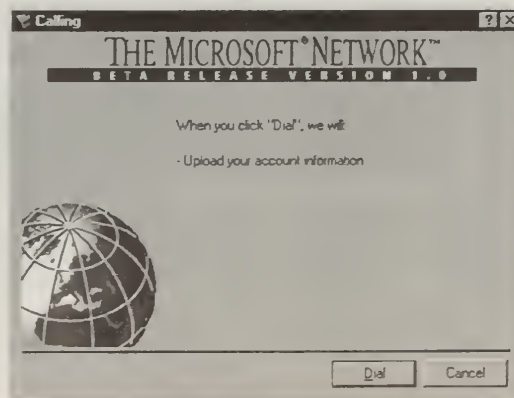 Calling
THE MICROSOFT® NETWORK™
BETA RELEASE VERSION 1.0
When you click "Dial", we will:
- Upload your account information
Dial
Cancel